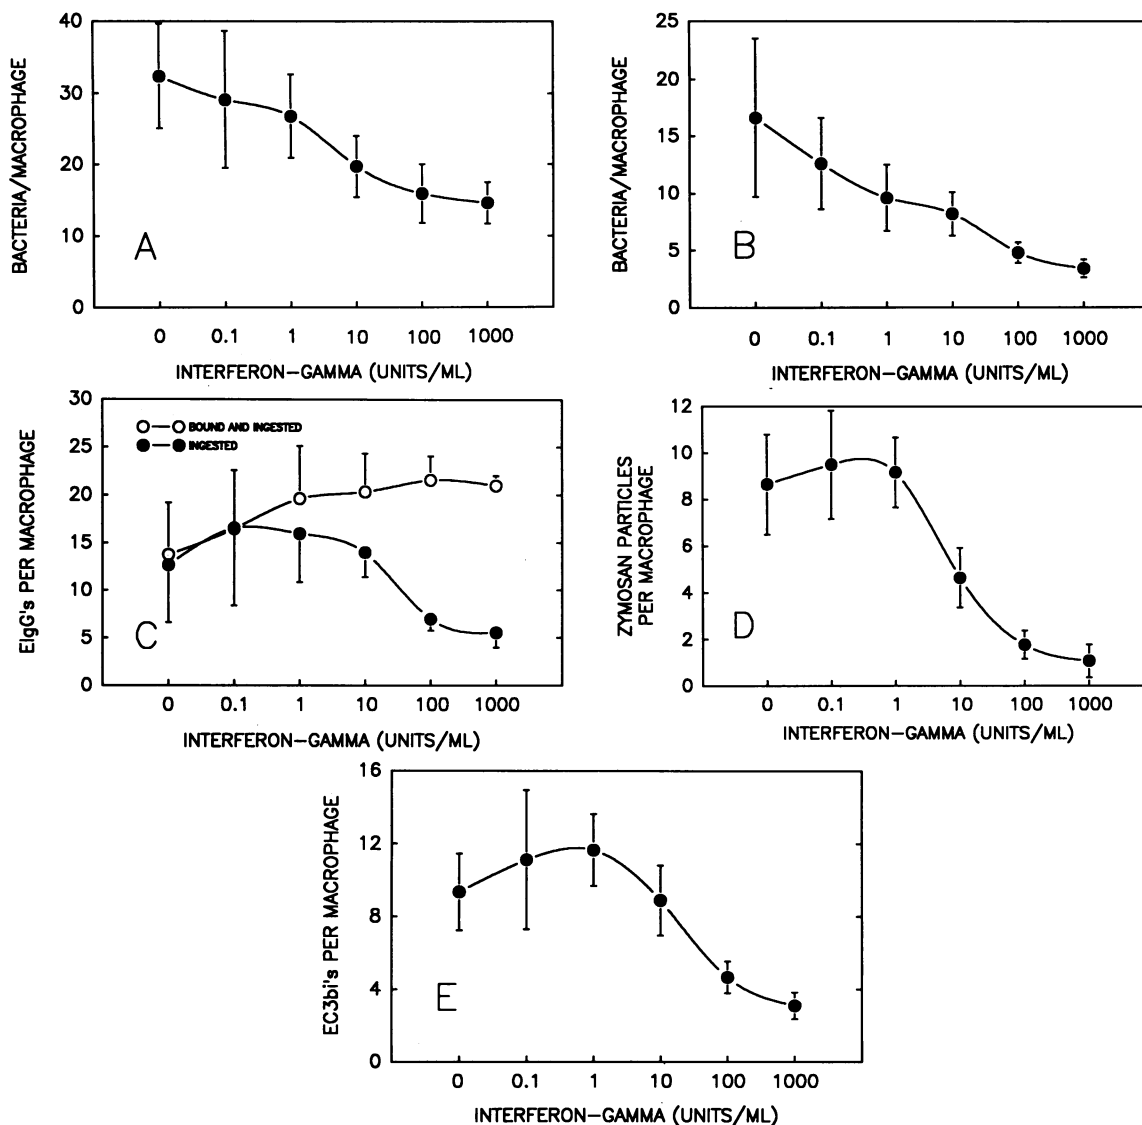 40
30
20
10
0
BACTERIA/MACROPHAGE
A
0 0.1 1 10 100 1000
INTERFERON-GAMMA (UNITS/ML)
25
20
15
10
5
0
BACTERIA/MACROPHAGE
B
0 0.1 1 10 100 1000
INTERFERON-GAMMA (UNITS/ML)
30
25
20
15
10
5
0
EIgG's PER MACROPHAGE
BOUND AND INGESTED
INGESTED
C
0 0.1 1 10 100 1000
INTERFERON-GAMMA (UNITS/ML)
12
10
8
6
4
2
0
ZYMOSAN PARTICLES
PER MACROPHAGE
D
0 0.1 1 10 100 1000
INTERFERON-GAMMA (UNITS/ML)
16
12
8
4
0
EC3bi's PER MACROPHAGE
E
0 0.1 1 10 100 1000
INTERFERON-GAMMA (UNITS/ML)